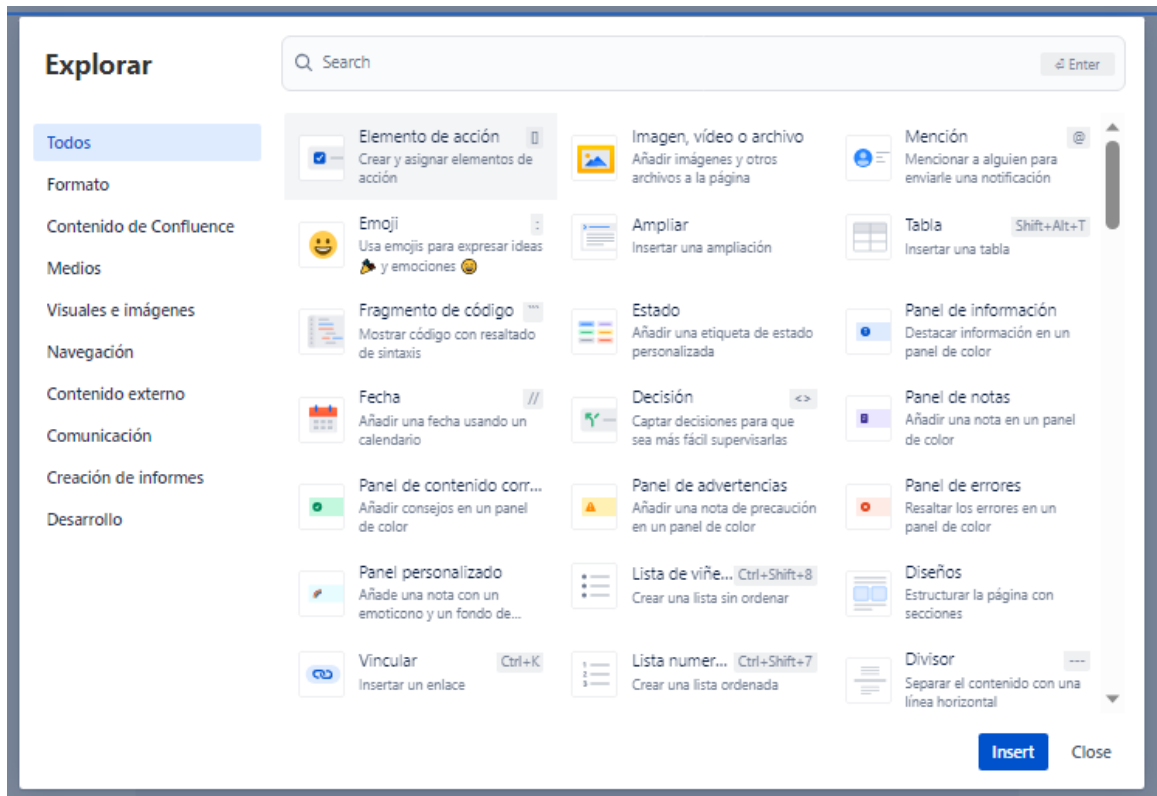 Explorar
Search
⏎ Enter
Todos
Formato
Contenido de Confluence
Medios
Visuales e imágenes
Navegación
Contenido externo
Comunicación
Creación de informes
Desarrollo
Elemento de acción []
Crear y asignar elementos de
acción
Imagen, vídeo o archivo
Añadir imágenes y otros
archivos a la página
Mención @
Mencionar a alguien para
enviarle una notificación
Emoji :
Usa emojis para expresar ideas
🎉 y emociones 😄
Ampliar
Insertar una ampliación
Tabla Shift+Alt+T
Insertar una tabla
Fragmento de código ```
Mostrar código con resaltado
de sintaxis
Estado
Añadir una etiqueta de estado
personalizada
Panel de información
Destacar información en un
panel de color
Fecha //
Añadir una fecha usando un
calendario
Decisión <>
Captar decisiones para que
sea más fácil supervisarlas
Panel de notas
Añadir una nota en un panel
de color
Panel de contenido corr...
Añadir consejos en un panel
de color
Panel de advertencias
Añadir una nota de precaución
en un panel de color
Panel de errores
Resaltar los errores en un
panel de color
Panel personalizado
Añade una nota con un
emoticono y un fondo de...
Lista de viñe... Ctrl+Shift+8
Crear una lista sin ordenar
Diseños
Estructurar la página con
secciones
Vincular Ctrl+K
Insertar un enlace
Lista numer... Ctrl+Shift+7
Crear una lista ordenada
Divisor ---
Separar el contenido con una
línea horizontal
Insert
Close